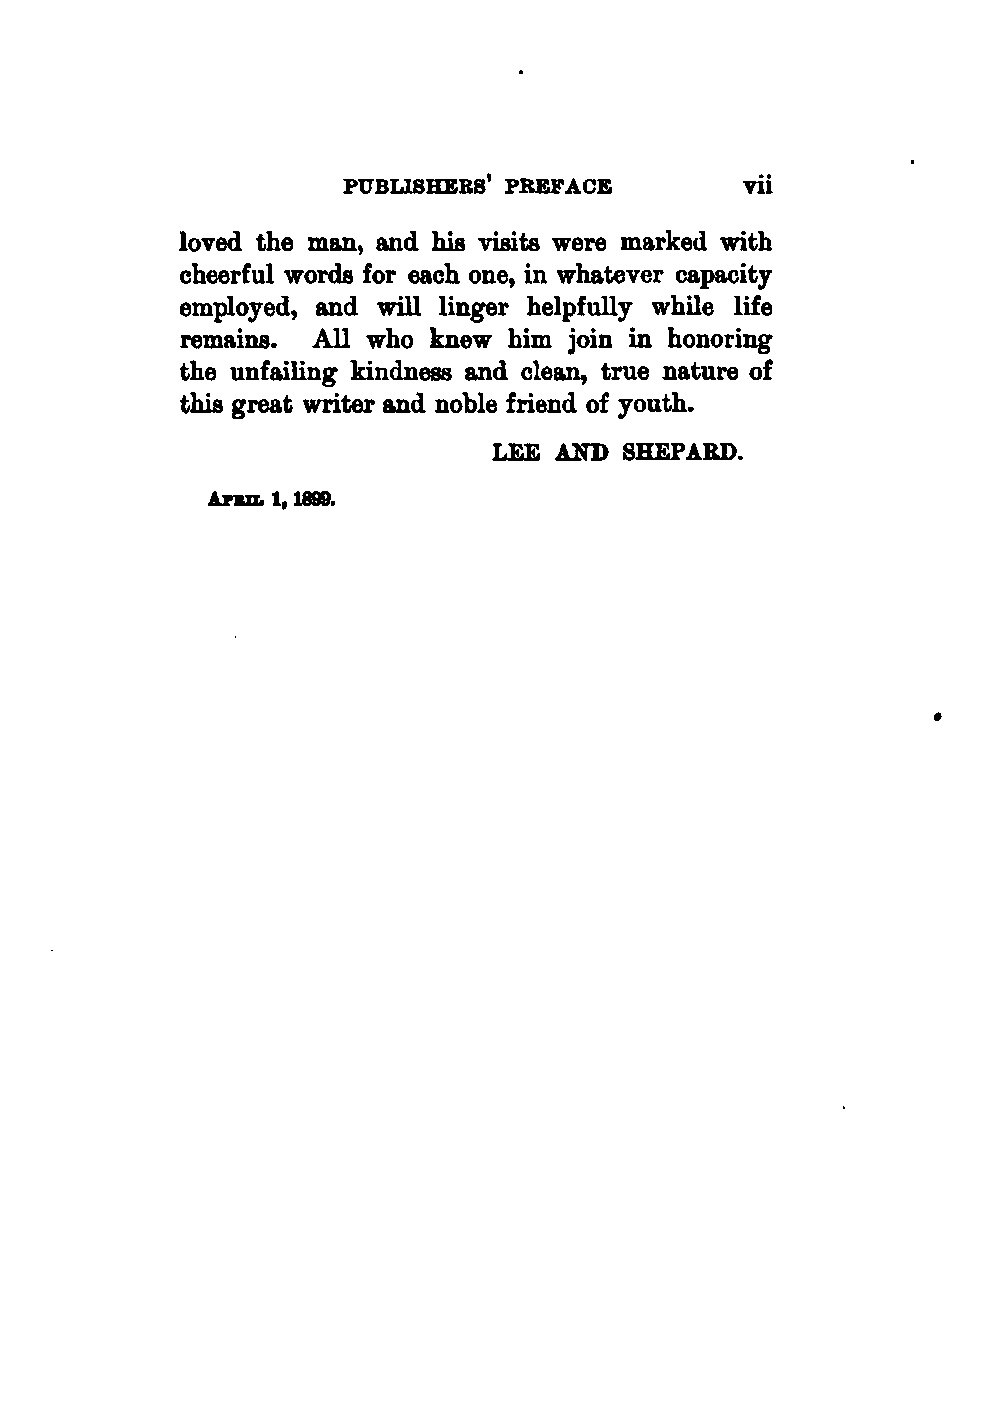 PUBLISHERS' PREFACE vii
loved the man, and his visits were marked with
cheerful words for each one, in whatever capacity
employed, and will linger helpfully while life
remains. All who knew him join in honoring
the unfailing kindness and clean, true nature of
this great writer and noble friend of youth.
LEE AND SHEPARD.
APRIL 1, 1899.